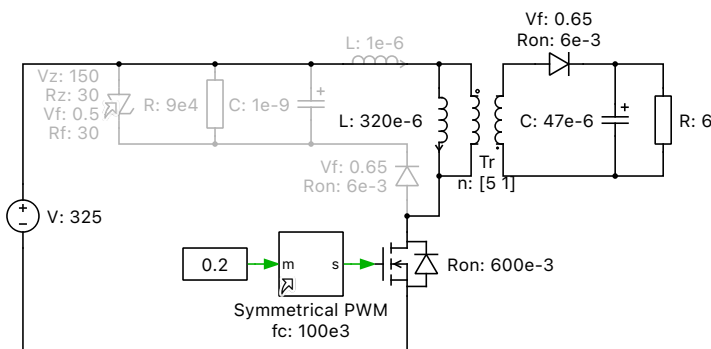 Vf: 0.65
Ron: 6e-3
L: 1e-6
Vz: 150
Rz: 30
Vf: 0.5
Rf: 30
R: 9e4
C: 1e-9
L: 320e-6
C: 47e-6
R: 6
Tr
n: [5 1]
Vf: 0.65
Ron: 6e-3
V: 325
0.2
m
s
Ron: 600e-3
Symmetrical PWM
fc: 100e3